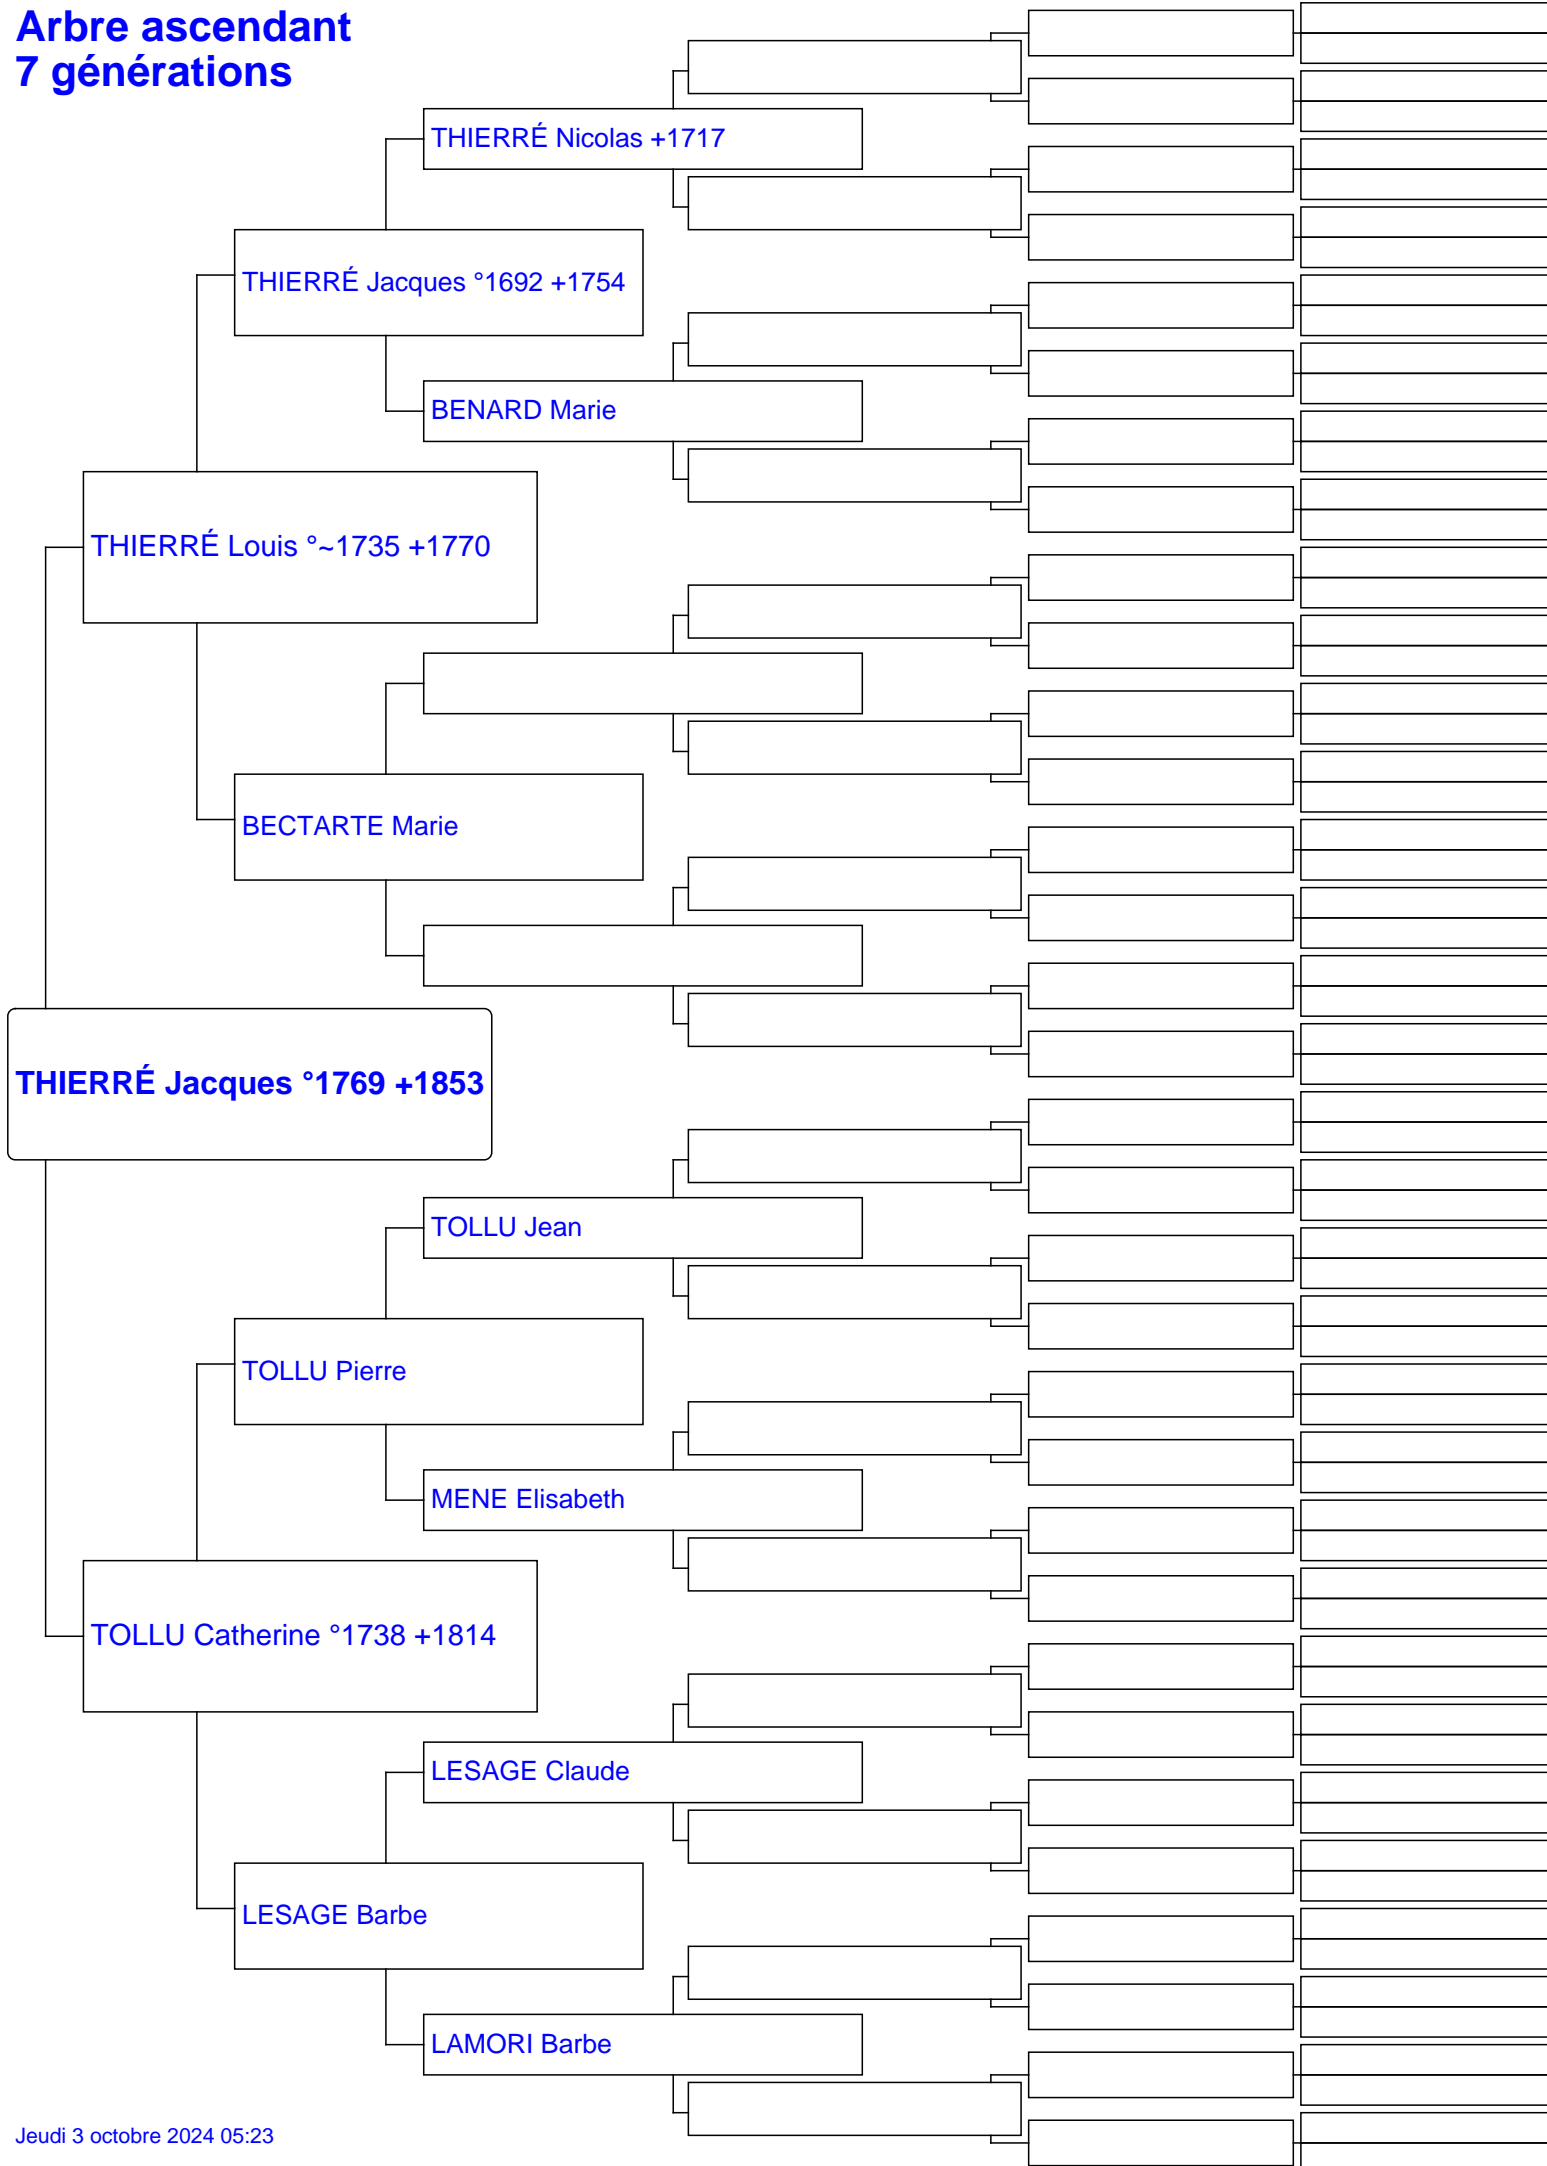 Arbre ascendant
7 générations
THIERRÉ Nicolas +1717
THIERRÉ Jacques °1692 +1754
BENARD Marie
THIERRÉ Louis °~1735 +1770
BECTARTE Marie
THIERRÉ Jacques °1769 +1853
TOLLU Jean
TOLLU Pierre
MENE Elisabeth
TOLLU Catherine °1738 +1814
LESAGE Claude
LESAGE Barbe
LAMORI Barbe
Jeudi 3 octobre 2024 05:23